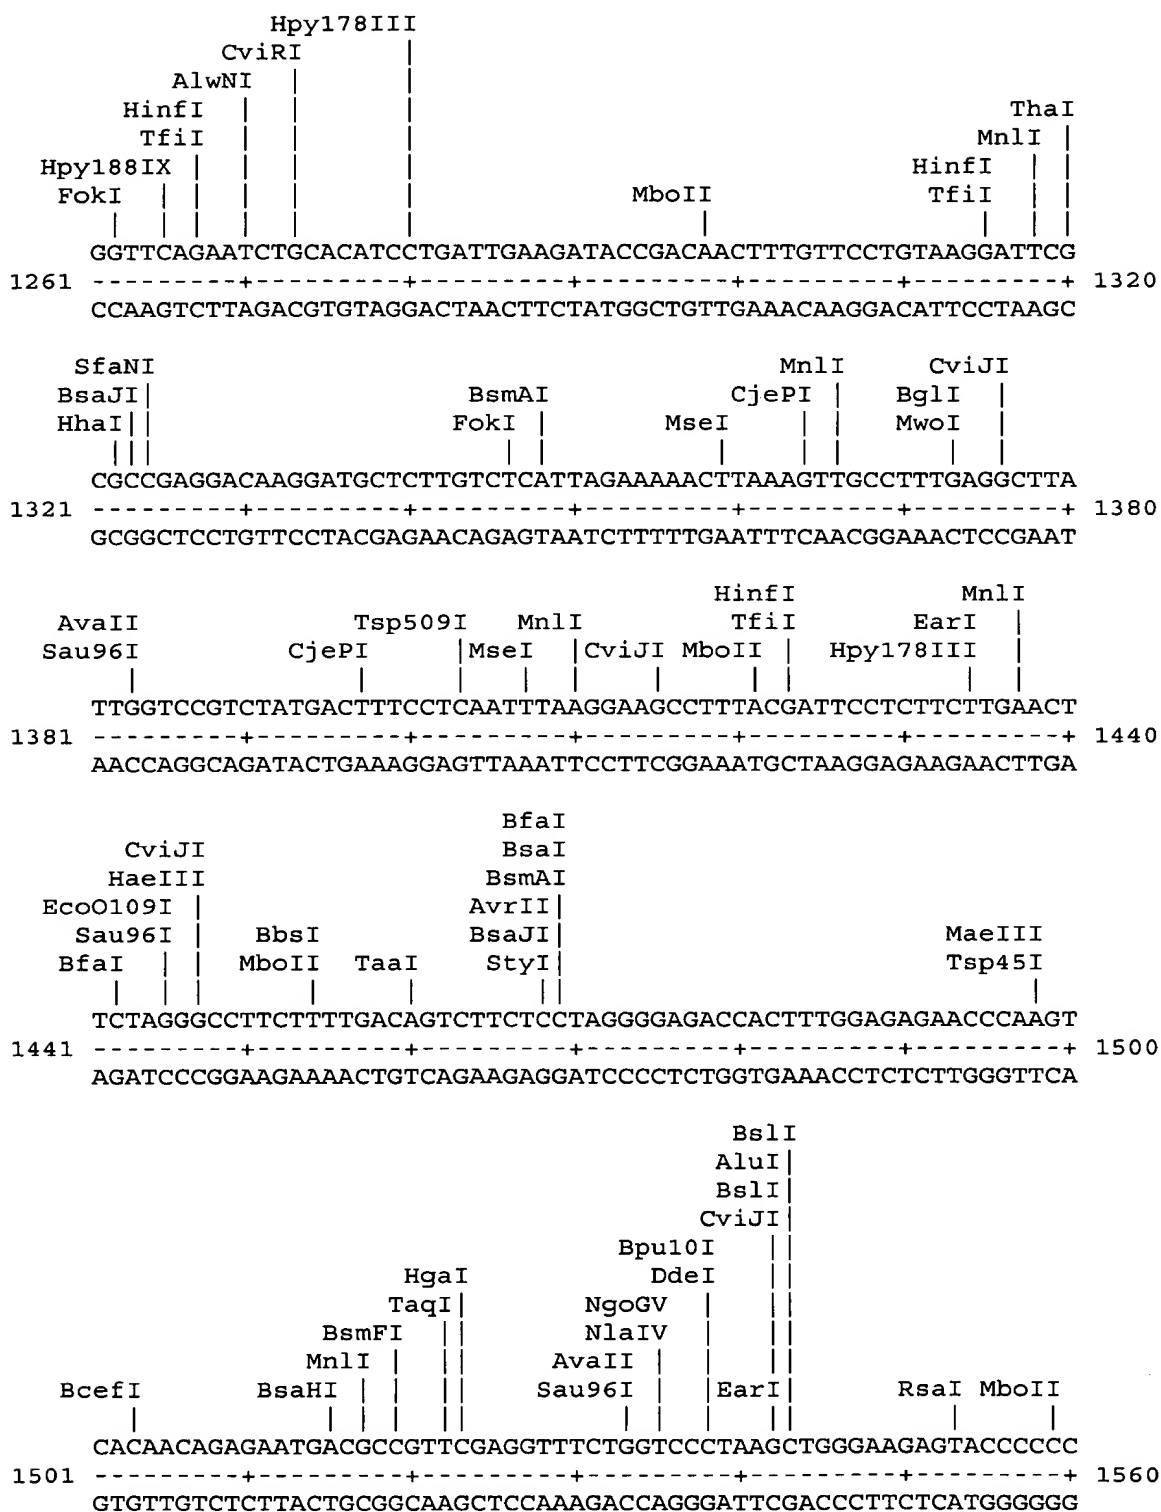 Hpy178III
CviRI
AlwNI
HinfI ThaI
TfiI MnlI
Hpy188IX HinfI
FokI MboII TfiI
GGTTCAGAATCTGCACATCCTGATTGAAGATACCGACAACTTTGTTCCTGTAAGGATTCG
1261 ---------+---------+---------+---------+---------+---------+ 1320
CCAAGTCTTAGACGTGTAGGACTAACTTCTATGGCTGTTGAAACAAGGACATTCCTAAGC
SfaNI MnlI CviJI
BsaJI BsmAI CjePI BglI
HhaI FokI MseI MwoI
CGCCGAGGACAAGGATGCTCTTGTCTCATTAGAAAAACTTAAAGTTGCCTTTGAGGCTTA
1321 ---------+---------+---------+---------+---------+---------+ 1380
GCGGCTCCTGTTCCTACGAGAACAGAGTAATCTTTTTGAATTTCAACGGAAACTCCGAAT
HinfI MnlI
AvaII Tsp509I MnlI TfiI EarI
Sau96I CjePI MseI CviJI MboII Hpy178III
TTGGTCCGTCTATGACTTTCCTCAATTTAAGGAAGCCTTTACGATTCCTCTTCTTGAACT
1381 ---------+---------+---------+---------+---------+---------+ 1440
AACCAGGCAGATACTGAAAGGAGTTAAATTCCTTCGGAAATGCTAAGGAGAAGAACTTGA
BfaI
CviJI BsaI
HaeIII BsmAI
EcoO109I AvrII
Sau96I BbsI BsaJI MaeIII
BfaI MboII TaaI StyI Tsp45I
TCTAGGGCCTTCTTTTGACAGTCTTCTCCTAGGGGAGACCACTTTGGAGAGAACCCAAGT
1441 ---------+---------+---------+---------+---------+---------+ 1500
AGATCCCGGAAGAAAACTGTCAGAAGAGGATCCCCTCTGGTGAAACCTCTCTTGGGTTCA
BslI
AluI
BslI
CviJI
Bpu10I
HgaI DdeI
TaqI NgoGV
BsmFI NlaIV
MnlI AvaII
BcefI BsaHI Sau96I EarI RsaI MboII
CACAACAGAGAATGACGCCGTTCGAGGTTTCTGGTCCCTAAGCTGGGAAGAGTACCCCCC
1501 ---------+---------+---------+---------+---------+---------+ 1560
GTGTTGTCTCTTACTGCGGCAAGCTCCAAAGACCAGGGATTCGACCCTTCTCATGGGGGG